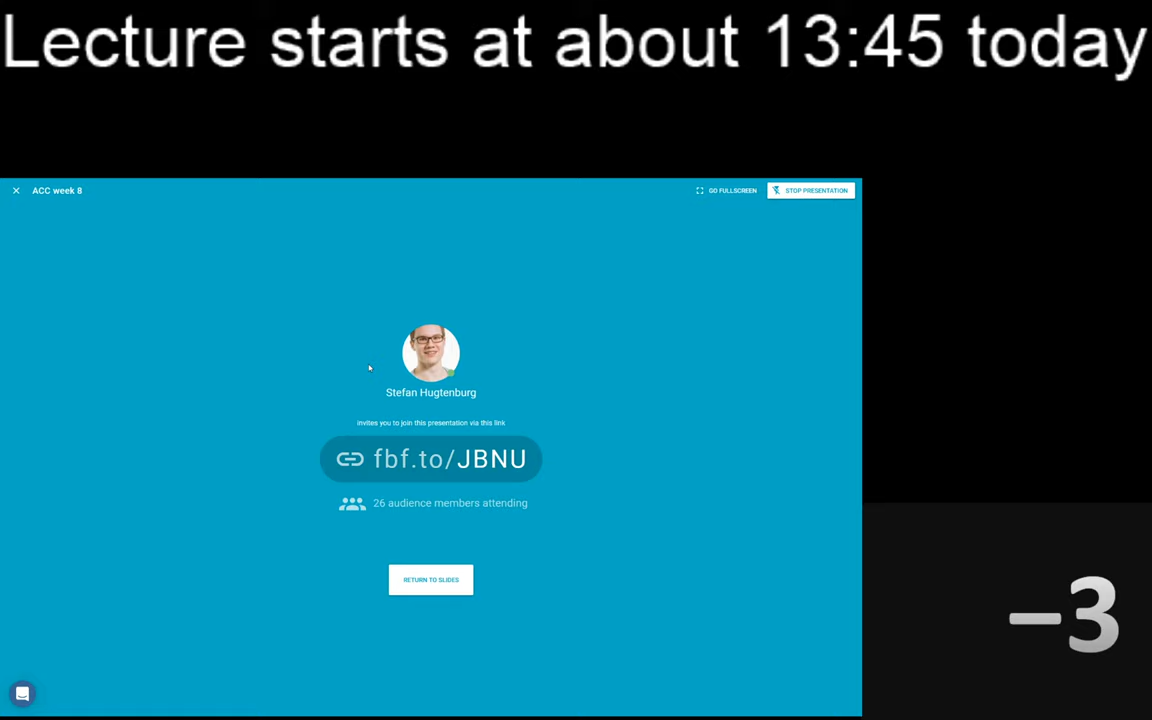 Lecture starts at about 13:45 today
ACC week 8
GO FULLSCREEN
STOP PRESENTATION
Stefan Hugtenburg
invites you to join this presentation via this link
fbf.to/JBNU
26 audience members attending
RETURN TO SLIDES
–3